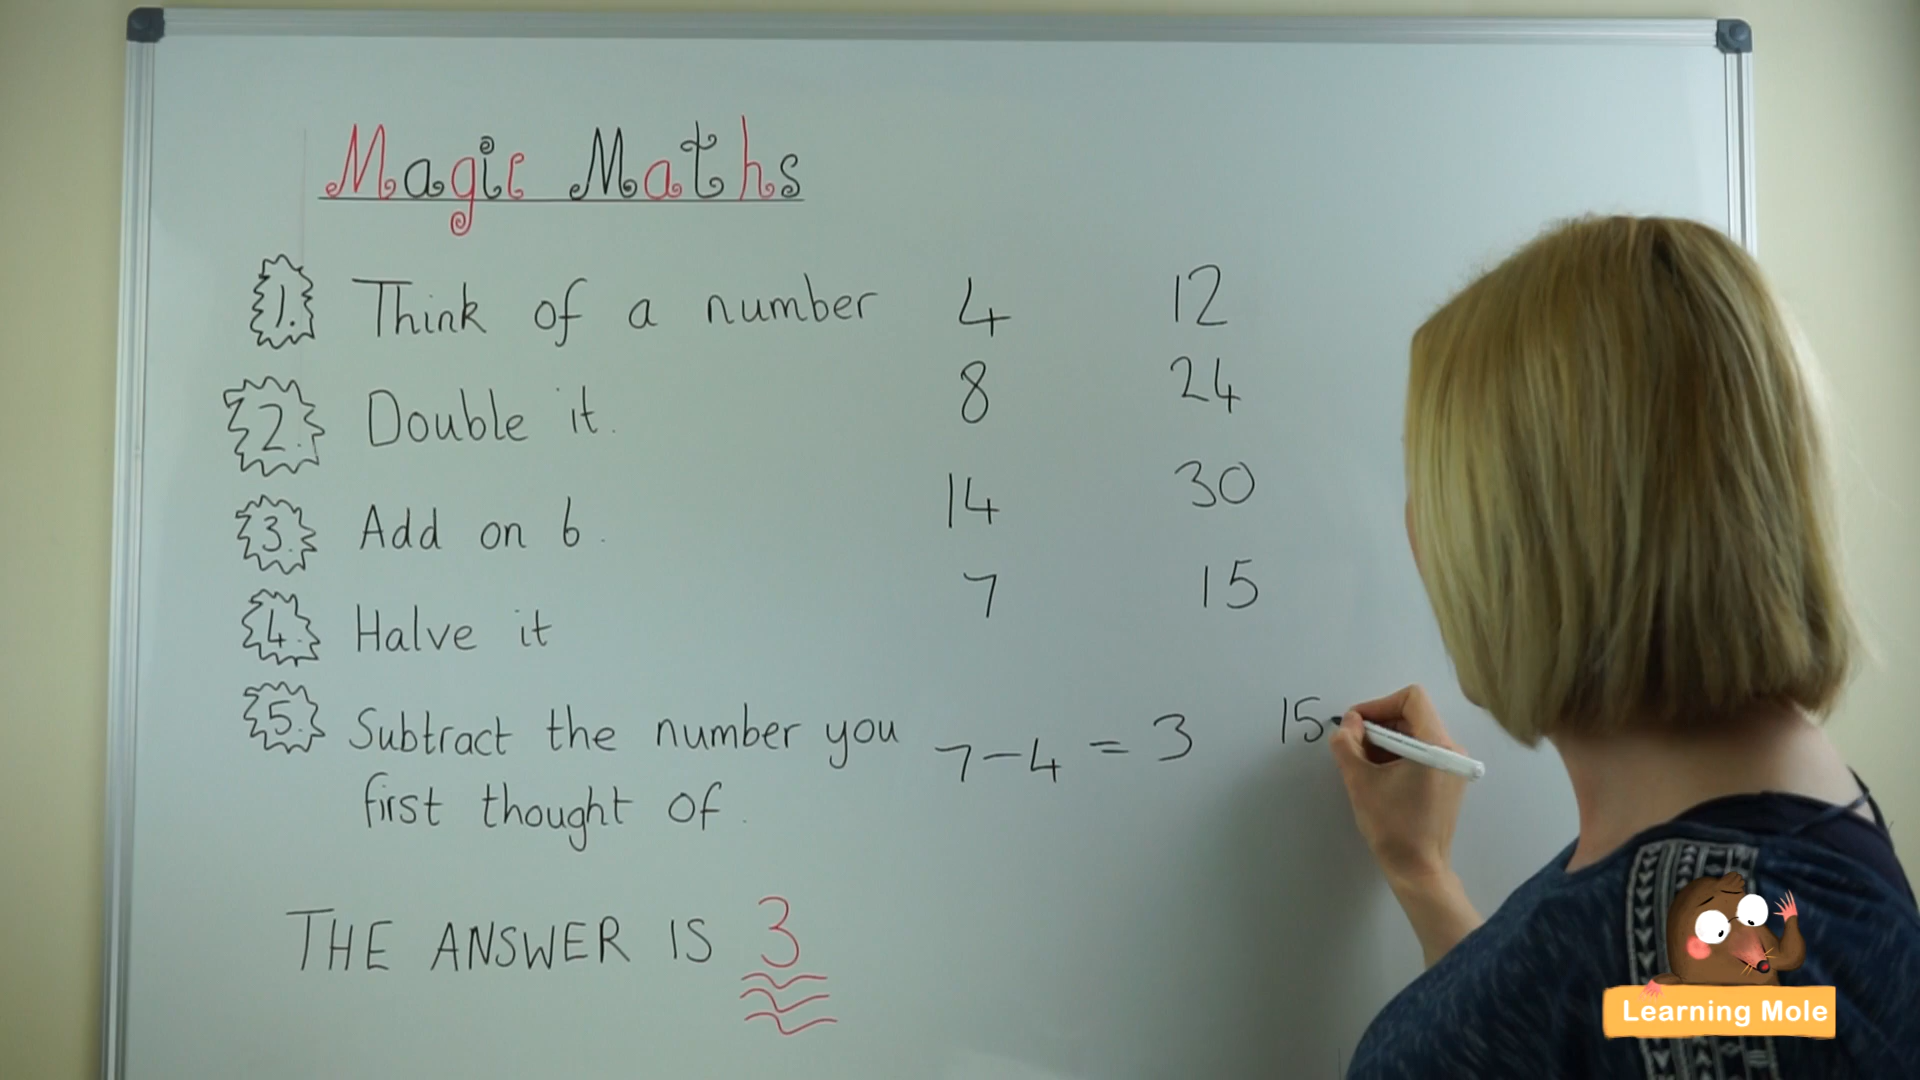 Magic Maths
1. Think of a number 4 12
2. Double it. 8 24
3. Add on 6. 14 30
4. Halve it 7 15
5. Subtract the number you 7-4 = 3 15
first thought of.
THE ANSWER IS 3
Learning Mole